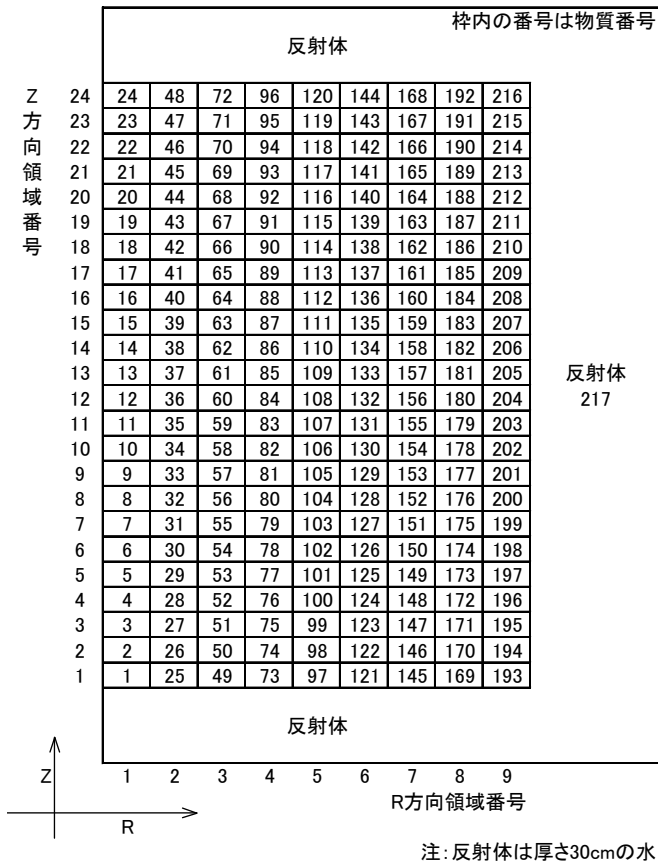 枠内の番号は物質番号
反射体
Z方向領域番号
24 24 48 72 96 120 144 168 192 216
23 23 47 71 95 119 143 167 191 215
22 22 46 70 94 118 142 166 190 214
21 21 45 69 93 117 141 165 189 213
20 20 44 68 92 116 140 164 188 212
19 19 43 67 91 115 139 163 187 211
18 18 42 66 90 114 138 162 186 210
17 17 41 65 89 113 137 161 185 209
16 16 40 64 88 112 136 160 184 208
15 15 39 63 87 111 135 159 183 207
14 14 38 62 86 110 134 158 182 206
13 13 37 61 85 109 133 157 181 205
12 12 36 60 84 108 132 156 180 204
11 11 35 59 83 107 131 155 179 203
10 10 34 58 82 106 130 154 178 202
9 9 33 57 81 105 129 153 177 201
8 8 32 56 80 104 128 152 176 200
7 7 31 55 79 103 127 151 175 199
6 6 30 54 78 102 126 150 174 198
5 5 29 53 77 101 125 149 173 197
4 4 28 52 76 100 124 148 172 196
3 3 27 51 75 99 123 147 171 195
2 2 26 50 74 98 122 146 170 194
1 1 25 49 73 97 121 145 169 193
反射体
217
反射体
Z
1 2 3 4 5 6 7 8 9
R方向領域番号
R
注:反射体は厚さ30cmの水